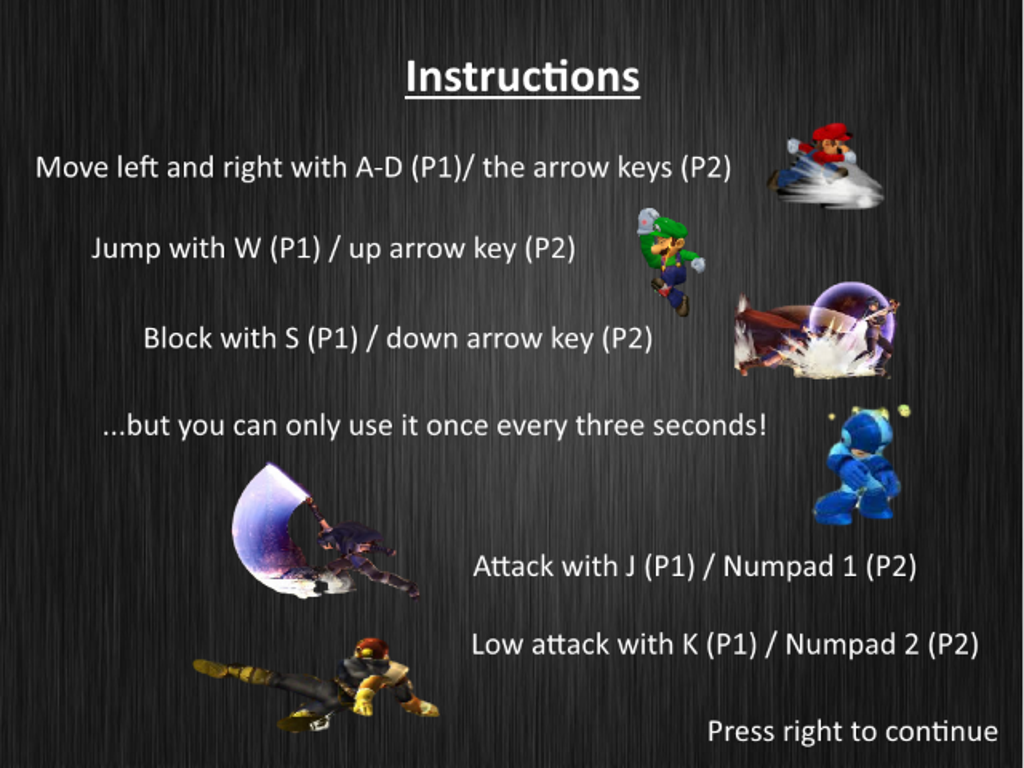 Instructions
Move left and right with A-D (P1)/ the arrow keys (P2)
Jump with W (P1) / up arrow key (P2)
Block with S (P1) / down arrow key (P2)
...but you can only use it once every three seconds!
Attack with J (P1) / Numpad 1 (P2)
Low attack with K (P1) / Numpad 2 (P2)
Press right to continue